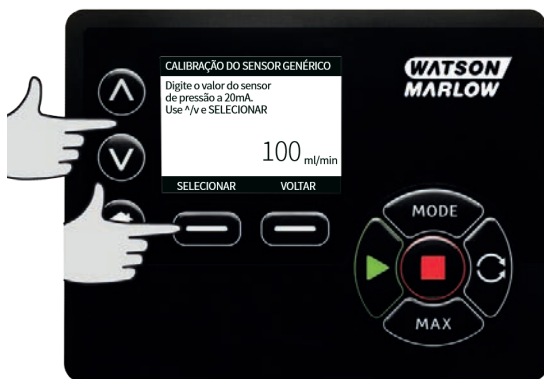 CALIBRAÇÃO DO SENSOR GENÉRICO
Digite o valor do sensor
de pressão a 20mA.
Use ^/v e SELECIONAR
100 ml/min
SELECIONAR VOLTAR
WATSON
MARLOW
MODE
MAX